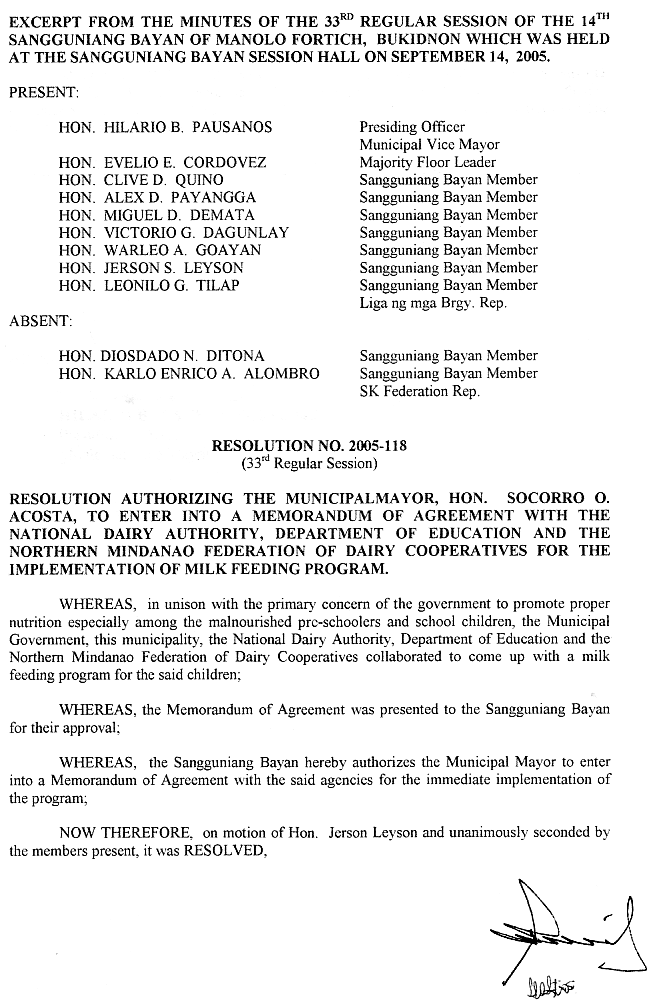 EXCERPT FROM THE MINUTES OF THE 33RD REGULAR SESSION OF THE 14TH
SANGGUNIANG BAYAN OF MANOLO FORTICH, BUKIDNON WHICH WAS HELD
AT THE SANGGUNIANG BAYAN SESSION HALL ON SEPTEMBER 14, 2005.
PRESENT:
HON. HILARIO B. PAUSANOS Presiding Officer
Municipal Vice Mayor
HON. EVELIO E. CORDOVEZ Majority Floor Leader
HON. CLIVE D. QUINO Sangguniang Bayan Member
HON. ALEX D. PAYANGGA Sangguniang Bayan Member
HON. MIGUEL D. DEMATA Sangguniang Bayan Member
HON. VICTORIO G. DAGUNLAY Sangguniang Bayan Member
HON. WARLEO A. GOAYAN Sangguniang Bayan Member
HON. JERSON S. LEYSON Sangguniang Bayan Member
HON. LEONILO G. TILAP Sangguniang Bayan Member
Liga ng mga Brgy. Rep.
ABSENT:
HON. DIOSDADO N. DITONA Sangguniang Bayan Member
HON. KARLO ENRICO A. ALOMBRO Sangguniang Bayan Member
SK Federation Rep.
RESOLUTION NO. 2005-118
(33rd Regular Session)
RESOLUTION AUTHORIZING THE MUNICIPALMAYOR, HON. SOCORRO O.
ACOSTA, TO ENTER INTO A MEMORANDUM OF AGREEMENT WITH THE
NATIONAL DAIRY AUTHORITY, DEPARTMENT OF EDUCATION AND THE
NORTHERN MINDANAO FEDERATION OF DAIRY COOPERATIVES FOR THE
IMPLEMENTATION OF MILK FEEDING PROGRAM.
WHEREAS, in unison with the primary concern of the government to promote proper
nutrition especially among the malnourished pre-schoolers and school children, the Municipal
Government, this municipality, the National Dairy Authority, Department of Education and the
Northern Mindanao Federation of Dairy Cooperatives collaborated to come up with a milk
feeding program for the said children;
WHEREAS, the Memorandum of Agreement was presented to the Sangguniang Bayan
for their approval;
WHEREAS, the Sangguniang Bayan hereby authorizes the Municipal Mayor to enter
into a Memorandum of Agreement with the said agencies for the immediate implementation of
the program;
NOW THEREFORE, on motion of Hon. Jerson Leyson and unanimously seconded by
the members present, it was RESOLVED,